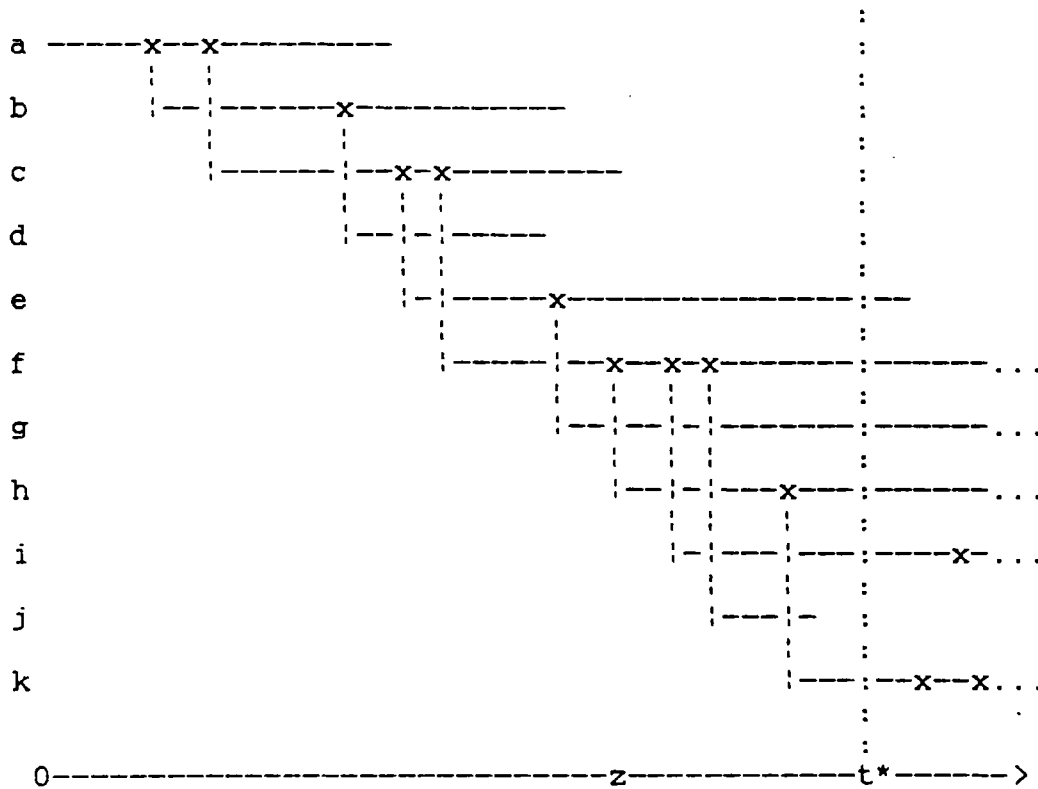 a -----x--x---------
b -- -------x-----------
c ------ --x-x---------
d -- - -----
e - -----x--------------- --
f ----- --x--x-x------- ------...
g -- -- - ------- ------...
h -- - ---x--- ------...
i - --- ----- ----x-...
j --- -
k --- --x--x...
0------------------------------z------------t*------>